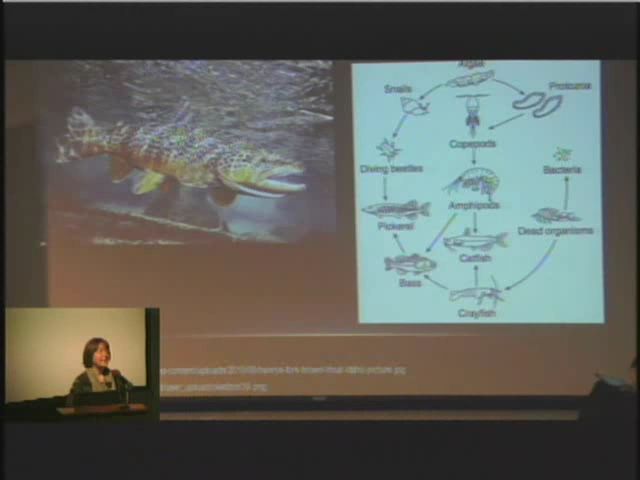 Algae
Snails
Protozoa
Copepods
Diving beetles
Bacteria
Amphipods
Pickerel
Dead organisms
Catfish
Bass
Crayfish